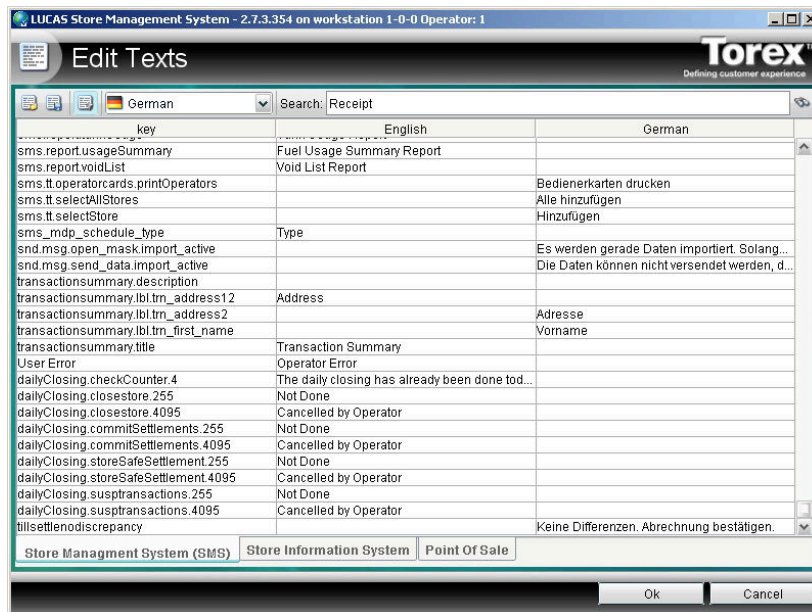 LUCAS Store Management System - 2.7.3.354 on workstation 1-0-0 Operator: 1
Edit Texts
Torex
Defining customer experience
German Search: Receipt
key English German
sms.report.usageSummary Fuel Usage Summary Report
sms.report.voidList Void List Report
sms.tt.operatorcards.printOperators Bedienerkarten drucken
sms.tt.selectAllStores Alle hinzufügen
sms.tt.selectStore Hinzufügen
sms_mdp_schedule_type Type
snd.msg.open_mask.import_active Es werden gerade Daten importiert. Solang...
snd.msg.send_data.import_active Die Daten können nicht versendet werden, d...
transactionsummary.description
transactionsummary.lbl.trn_address12 Address
transactionsummary.lbl.trn_address2 Adresse
transactionsummary.lbl.trn_first_name Vorname
transactionsummary.title Transaction Summary
User Error Operator Error
dailyClosing.checkCounter.4 The daily closing has already been done tod...
dailyClosing.closestore.255 Not Done
dailyClosing.closestore.4095 Cancelled by Operator
dailyClosing.commitSettlements.255 Not Done
dailyClosing.commitSettlements.4095 Cancelled by Operator
dailyClosing.storeSafeSettlement.255 Not Done
dailyClosing.storeSafeSettlement.4095 Cancelled by Operator
dailyClosing.susptransactions.255 Not Done
dailyClosing.susptransactions.4095 Cancelled by Operator
tillsettlenodiscrepancy Keine Differenzen. Abrechnung bestätigen.
Store Managment System (SMS) Store Information System Point Of Sale
Ok Cancel